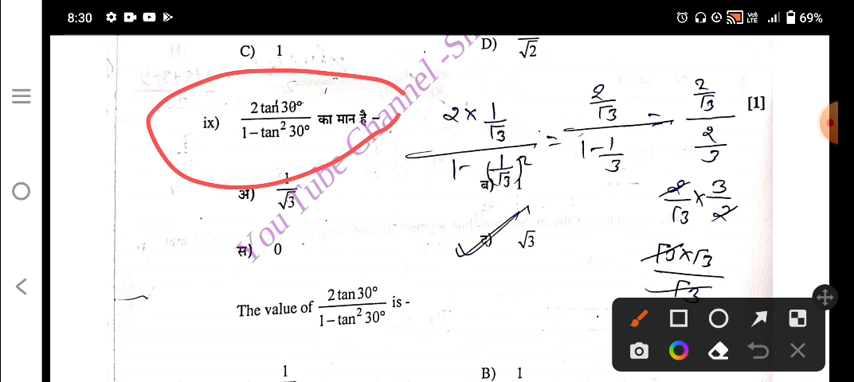 8:30
Vo) LTE
69%
C) 1 D) √2
ix) 2 tan 30° / 1 – tan² 30° का मान है – [1]
2 × 1/√3 / 1 – (1/√3)² = 2/√3 / 1 – 1/3 = 2/√3 / 2/3
अ) 1/√3 ब) 1
2/√3 × 3/2
स) 0 द) √3
√3 × √3 / √3
You Tube Channel -
The value of 2 tan 30° / 1 – tan² 30° is -
1 B) 1